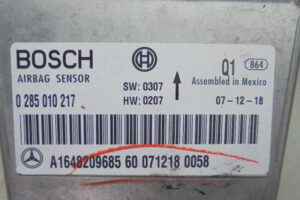 BOSCH
AIRBAG SENSOR
SW: 0307
Q1
864
Assembled in Mexico
0 285 010 217
HW: 0207
07-12-18
A1648209685 60 071218 0058